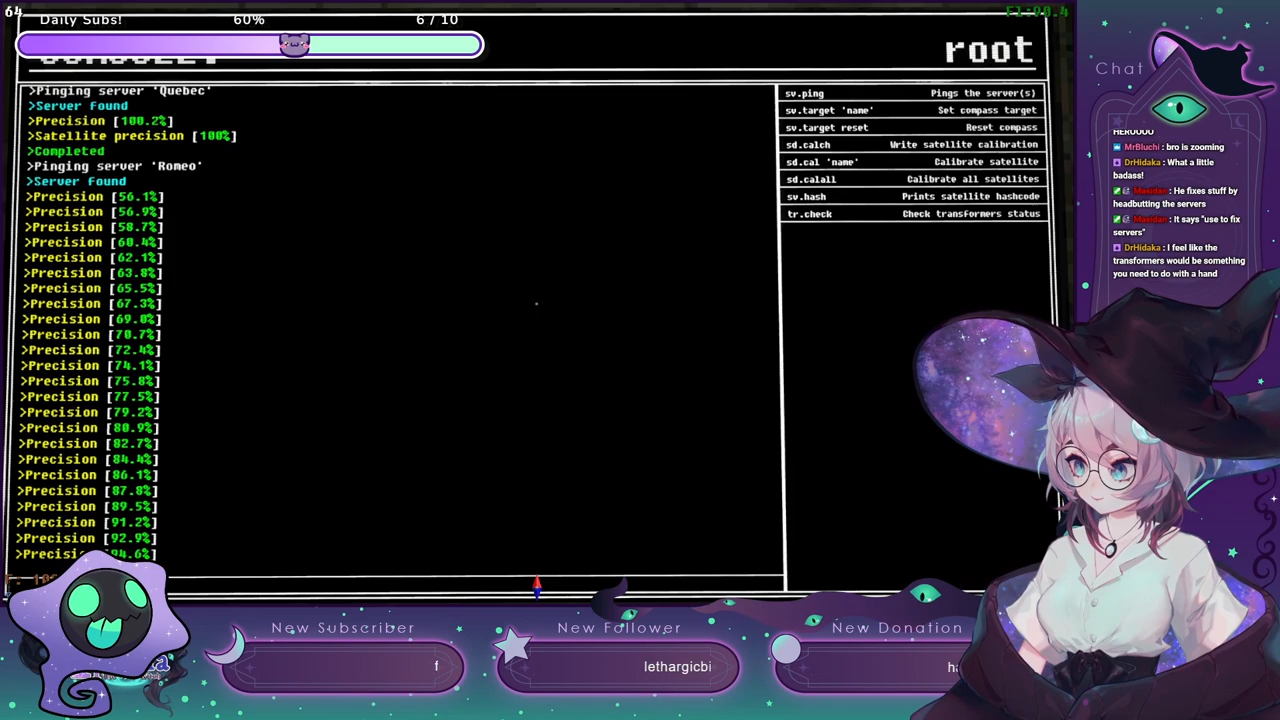 64
Daily Subs!
60%
6 / 10
root
>Pinging server 'Quebec'
>Server Found
>Precision [100.2%]
>Satellite precision [100%]
>Completed
>Pinging server 'Romeo'
>Server Found
>Precision [56.1%]
>Precision [56.9%]
>Precision [58.7%]
>Precision [60.4%]
>Precision [62.1%]
>Precision [63.8%]
>Precision [65.5%]
>Precision [67.3%]
>Precision [69.0%]
>Precision [70.7%]
>Precision [72.4%]
>Precision [74.1%]
>Precision [75.8%]
>Precision [77.5%]
>Precision [79.2%]
>Precision [80.9%]
>Precision [82.7%]
>Precision [84.4%]
>Precision [86.1%]
>Precision [87.8%]
>Precision [89.5%]
>Precision [91.2%]
>Precision [92.9%]
>Precision [94.6%]
sv.ping Pings the server(s)
sv.target 'name' Set compass target
sv.target reset Reset compass
sd.calch Write satellite calibration
sd.cal 'name' Calibrate satellite
sd.calall Calibrate all satellites
sv.hash Prints satellite hashcode
tr.check Check transformers status
Chat
HEROOOO
MrBluchi : bro is zooming
DrHidaka : What a little
badass!
Maxidan : He fixes stuff by
headbutting the servers
Maxidan : It says "use to fix
servers"
DrHidaka : I feel like the
transformers would be something
you need to do with a hand
New Subscriber
f
New Follower
lethargicbi
New Donation